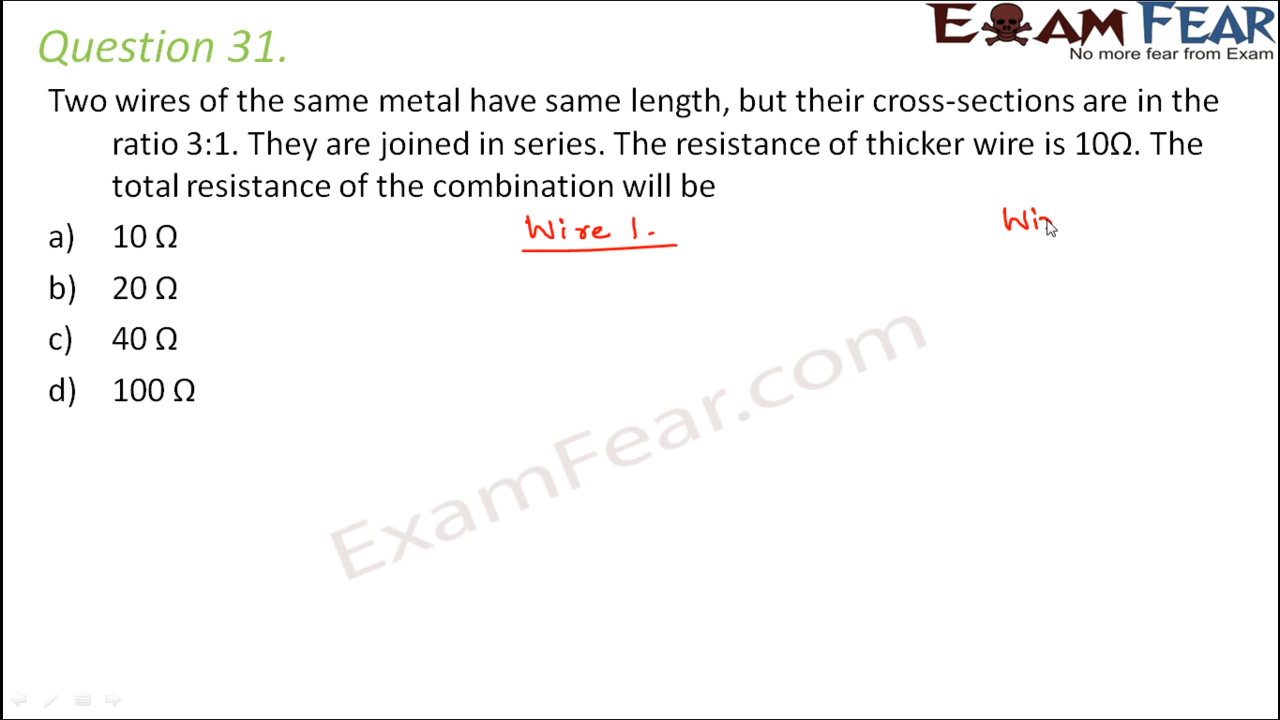 EXAM FEAR
No more fear from Exam
Question 31.
Two wires of the same metal have same length, but their cross-sections are in the
ratio 3:1. They are joined in series. The resistance of thicker wire is 10Ω. The
total resistance of the combination will be
Wire 1.
Wir
a) 10 Ω
b) 20 Ω
c) 40 Ω
d) 100 Ω
ExamFear.com